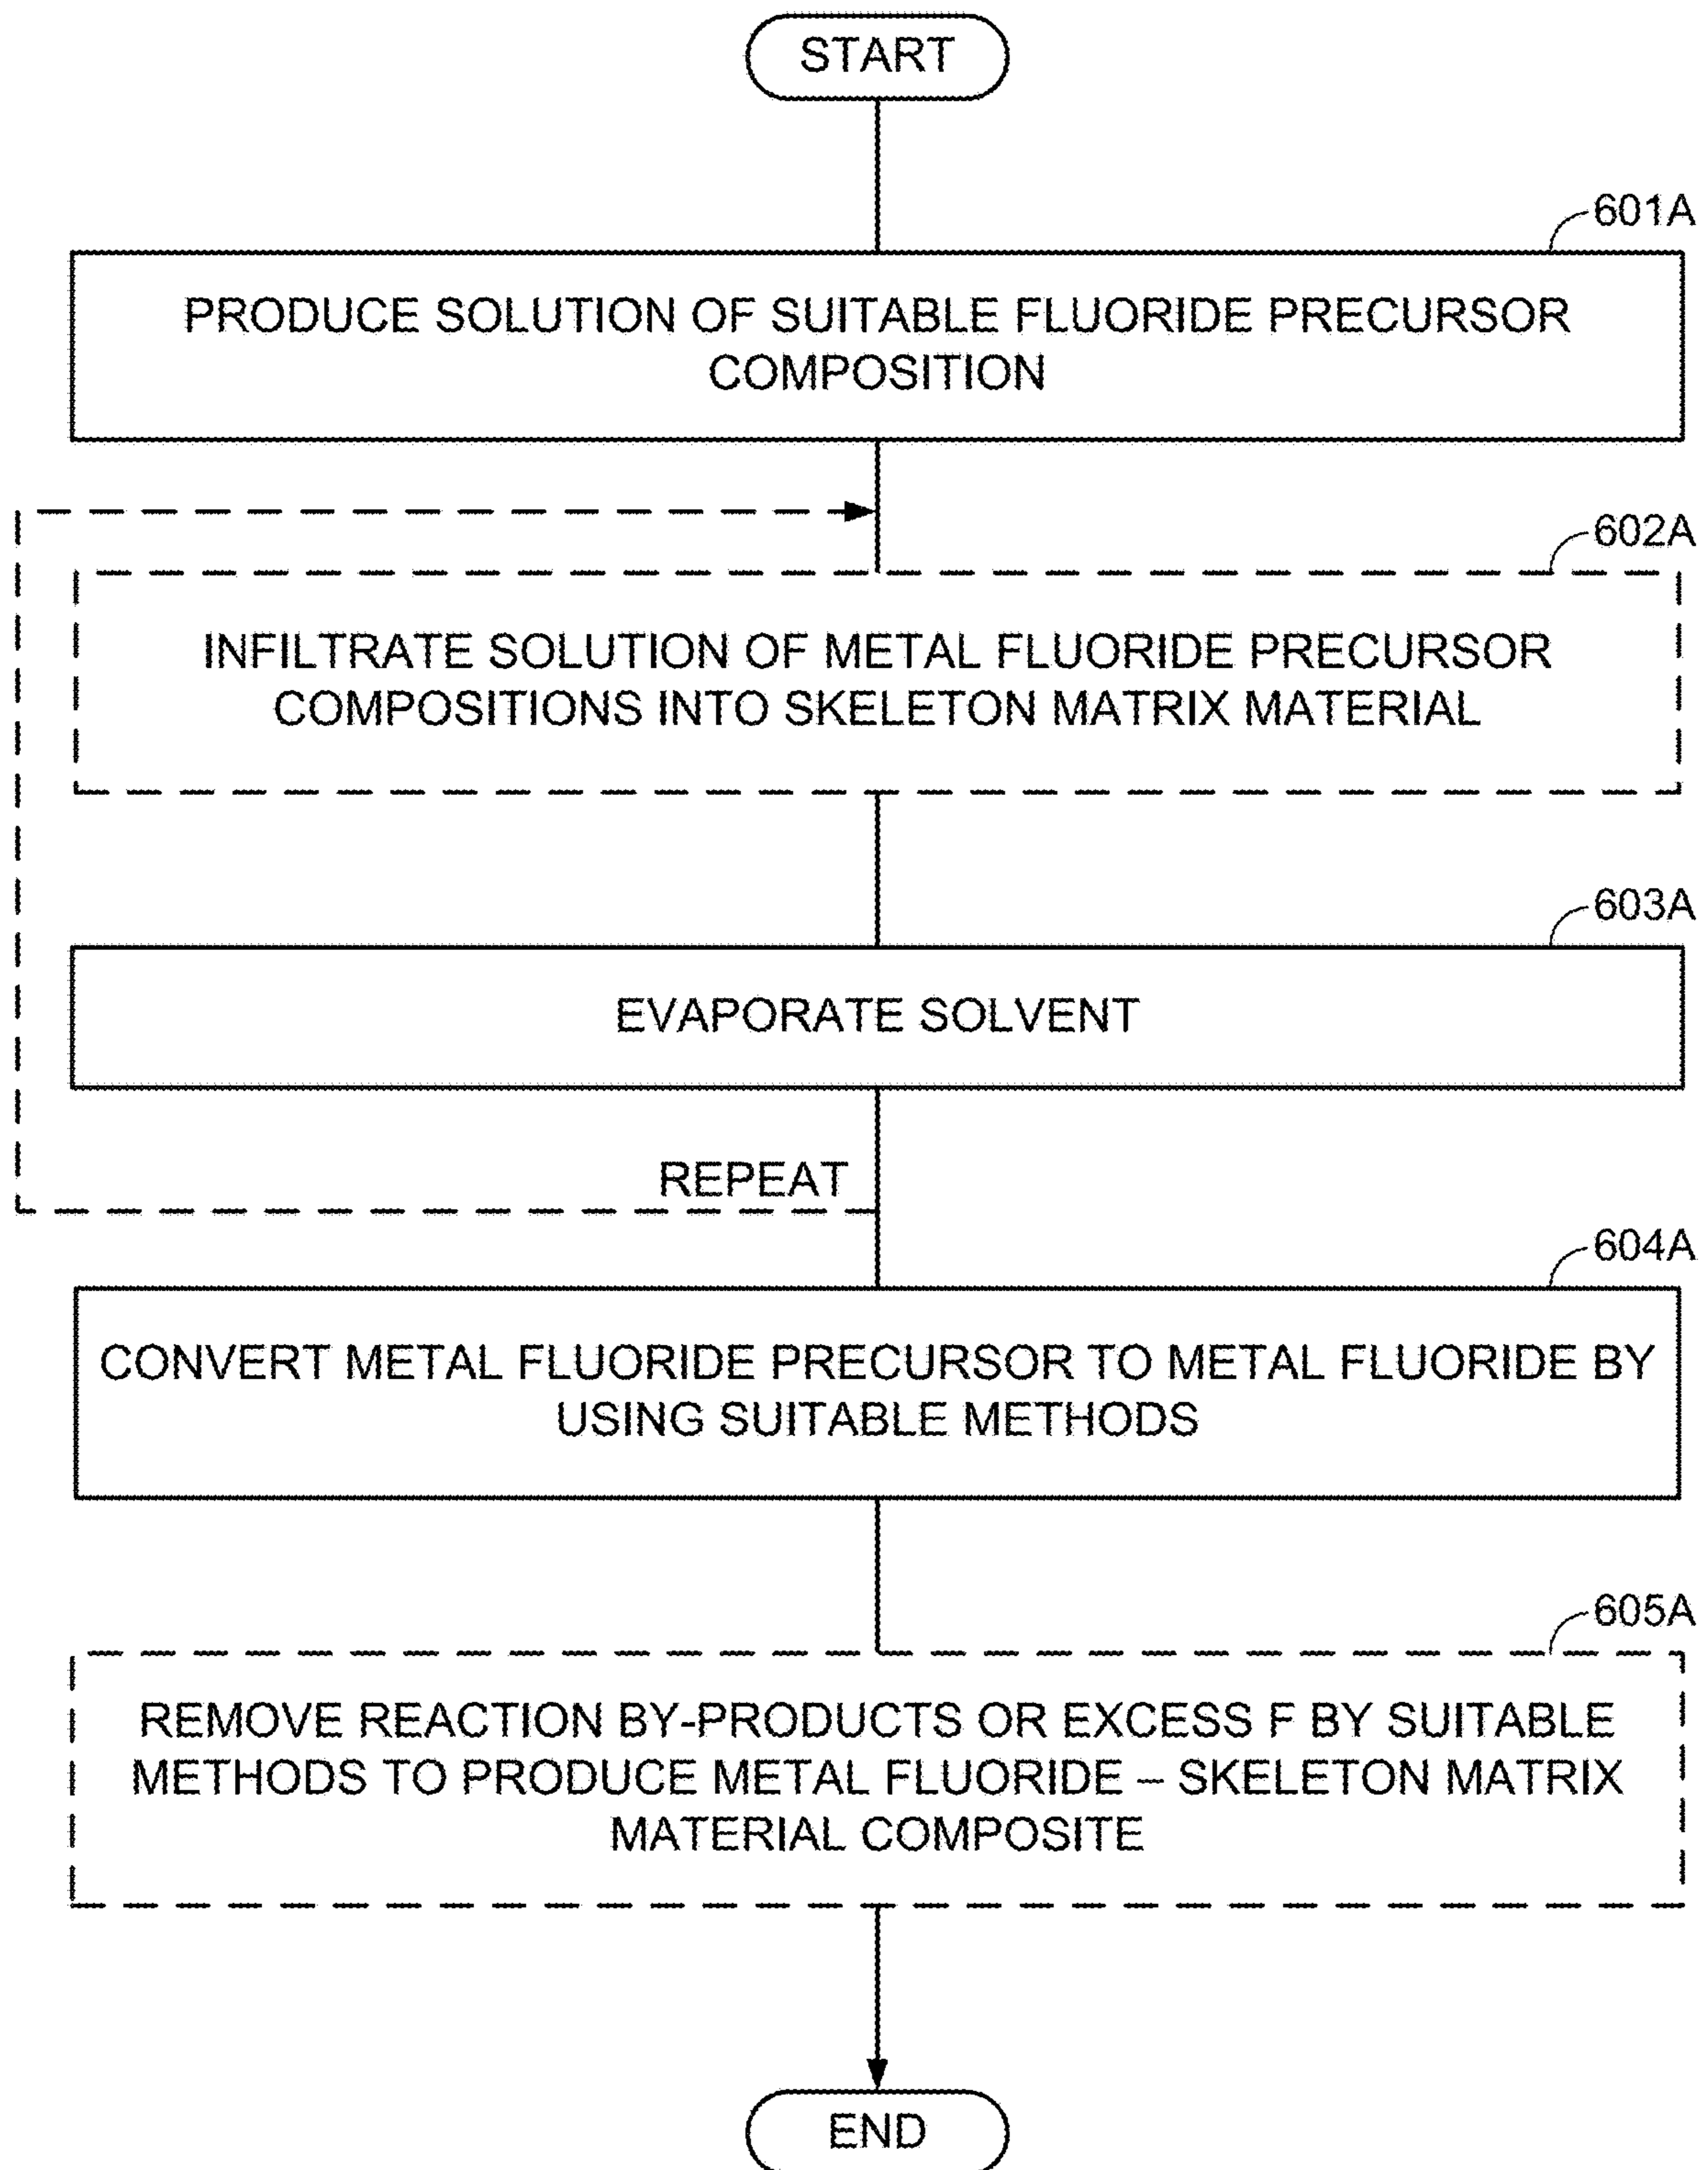 START
601A
PRODUCE SOLUTION OF SUITABLE FLUORIDE PRECURSOR
COMPOSITION
602A
INFILTRATE SOLUTION OF METAL FLUORIDE PRECURSOR
COMPOSITIONS INTO SKELETON MATRIX MATERIAL
603A
EVAPORATE SOLVENT
REPEAT
604A
CONVERT METAL FLUORIDE PRECURSOR TO METAL FLUORIDE BY
USING SUITABLE METHODS
605A
REMOVE REACTION BY-PRODUCTS OR EXCESS F BY SUITABLE
METHODS TO PRODUCE METAL FLUORIDE – SKELETON MATRIX
MATERIAL COMPOSITE
END